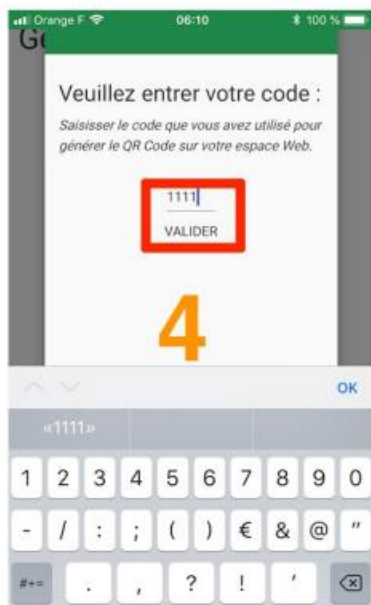 Orange F 06:10 100 %
Ge
Veuillez entrer votre code :
Saisisser le code que vous avez utilisé pour
générer le QR Code sur votre espace Web.
1111
VALIDER
4
OK
«1111»
1 2 3 4 5 6 7 8 9 0
- / : ; ( ) € & @ "
#+= . , ? ! '